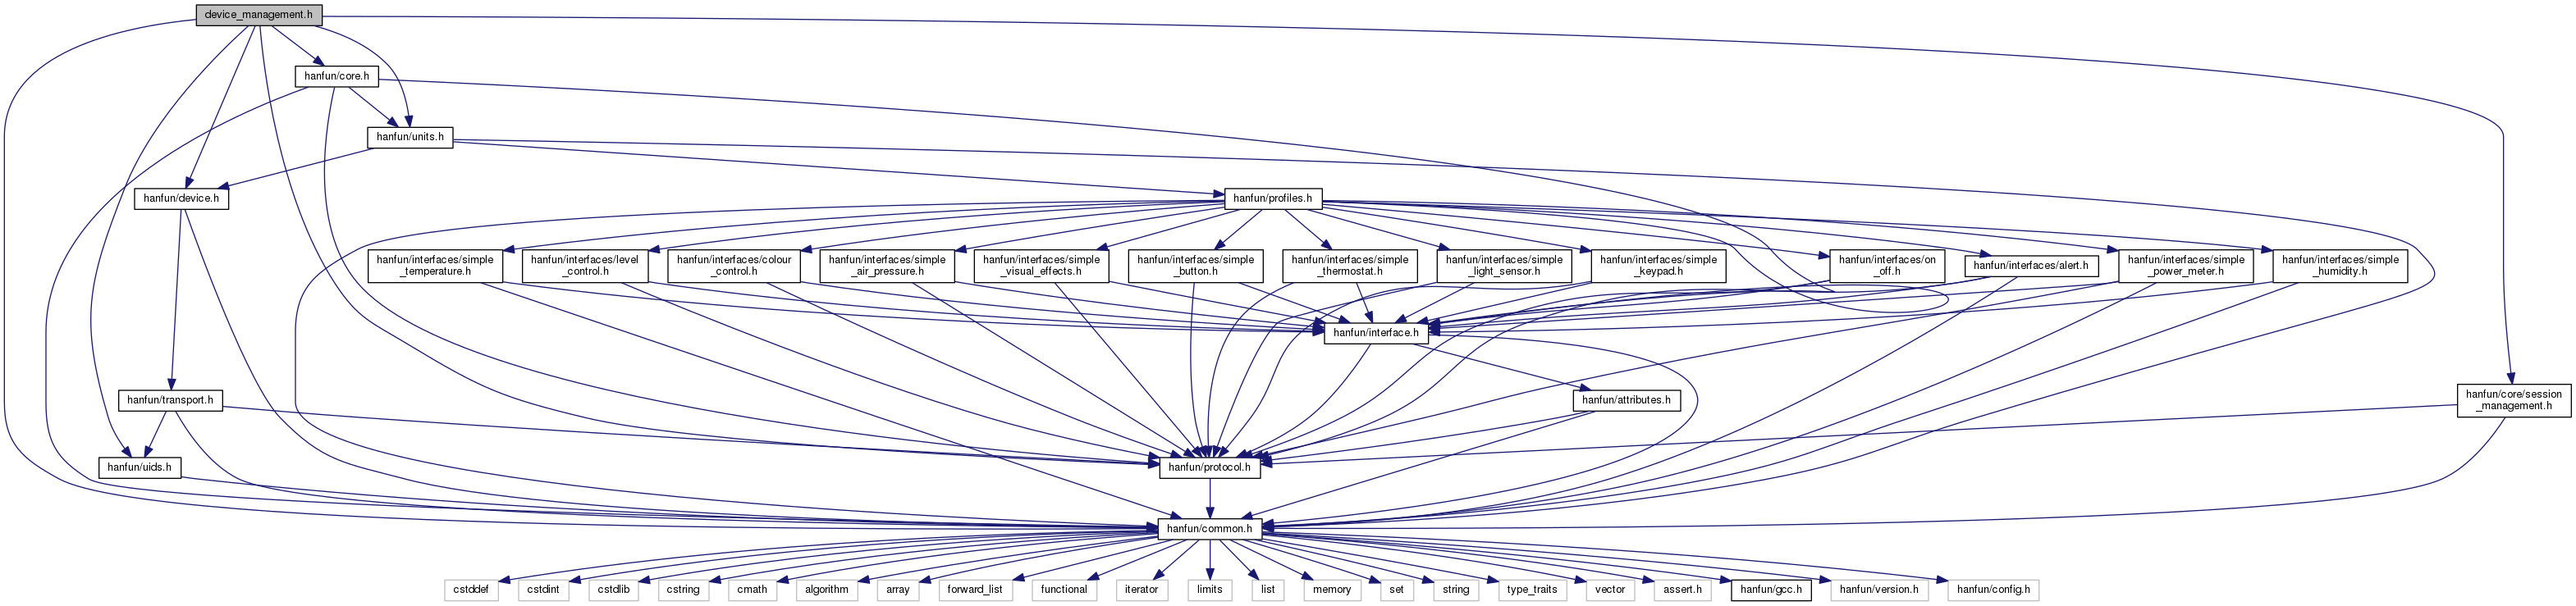 device_management.h
hanfun/core.h
hanfun/units.h
hanfun/device.h
hanfun/profiles.h
hanfun/interfaces/simple
_temperature.h
hanfun/interfaces/level
_control.h
hanfun/interfaces/colour
_control.h
hanfun/interfaces/simple
_air_pressure.h
hanfun/interfaces/simple
_visual_effects.h
hanfun/interfaces/simple
_button.h
hanfun/interfaces/simple
_thermostat.h
hanfun/interfaces/simple
_light_sensor.h
hanfun/interfaces/simple
_keypad.h
hanfun/interfaces/on
_off.h
hanfun/interfaces/alert.h
hanfun/interfaces/simple
_power_meter.h
hanfun/interfaces/simple
_humidity.h
hanfun/interface.h
hanfun/transport.h
hanfun/attributes.h
hanfun/core/session
_management.h
hanfun/uids.h
hanfun/protocol.h
hanfun/common.h
cstddef
cstdint
cstdlib
cstring
cmath
algorithm
array
forward_list
functional
iterator
limits
list
memory
set
string
type_traits
vector
assert.h
hanfun/gcc.h
hanfun/version.h
hanfun/config.h